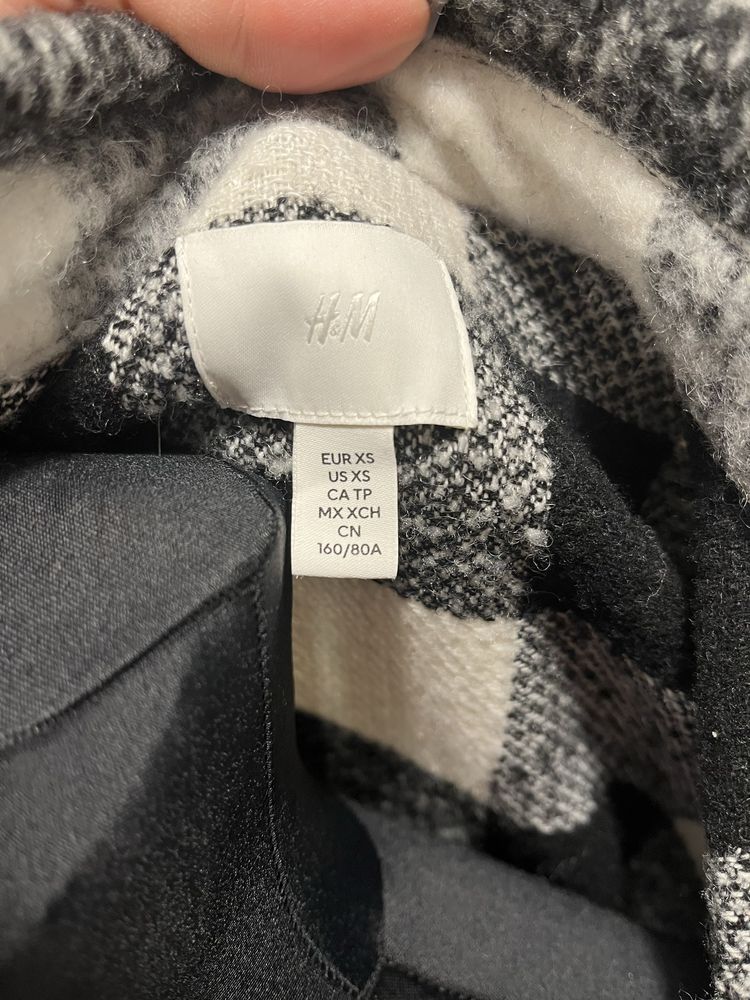 H&M
EUR XS
US XS
CA TP
MX XCH
CN
160/80A